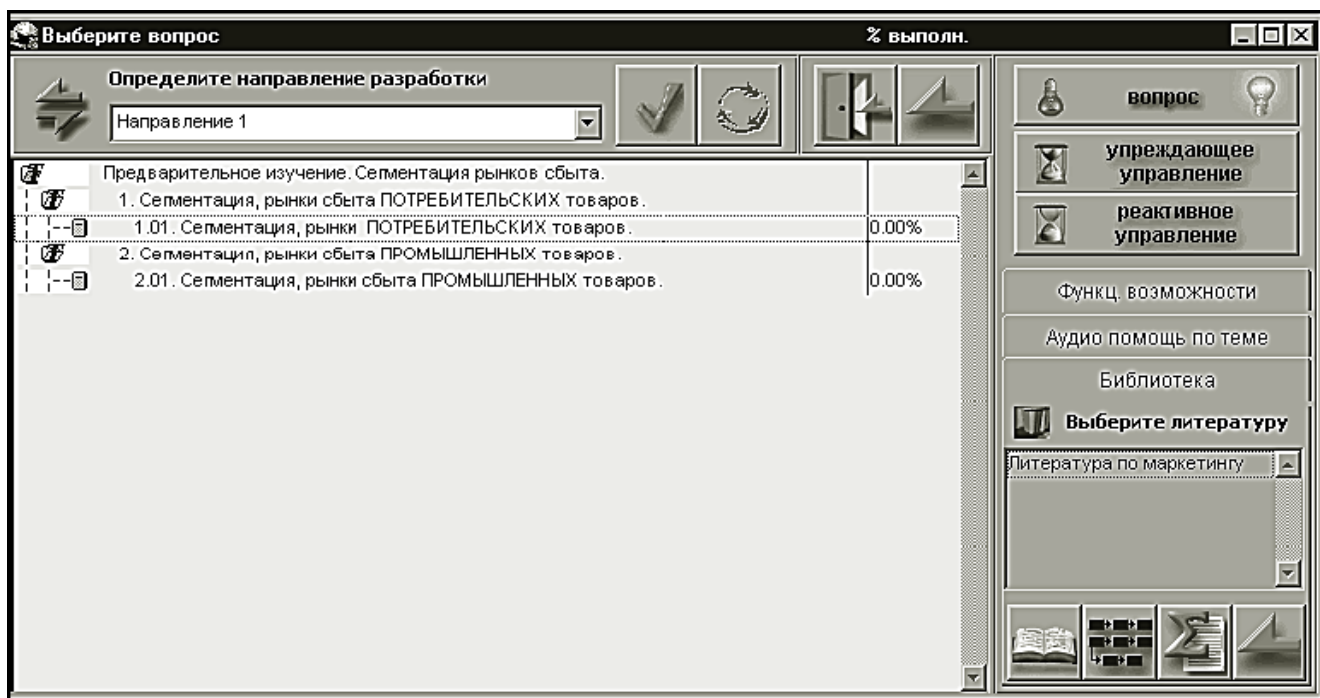 Выберите вопрос % выполн.
Определите направление разработки
Направление 1
Предварительное изучение. Сегментация рынков сбыта.
1. Сегментация, рынки сбыта ПОТРЕБИТЕЛЬСКИХ товаров.
1.01. Сегментация, рынки ПОТРЕБИТЕЛЬСКИХ товаров. 0.00%
2. Сегментация, рынки сбыта ПРОМЫШЛЕННЫХ товаров.
2.01. Сегментация, рынки сбыта ПРОМЫШЛЕННЫХ товаров. 0.00%
вопрос
упреждающее
управление
реактивное
управление
Функц. возможности
Аудио помощь по теме
Библиотека
Выберите литературу
Литература по маркетингу